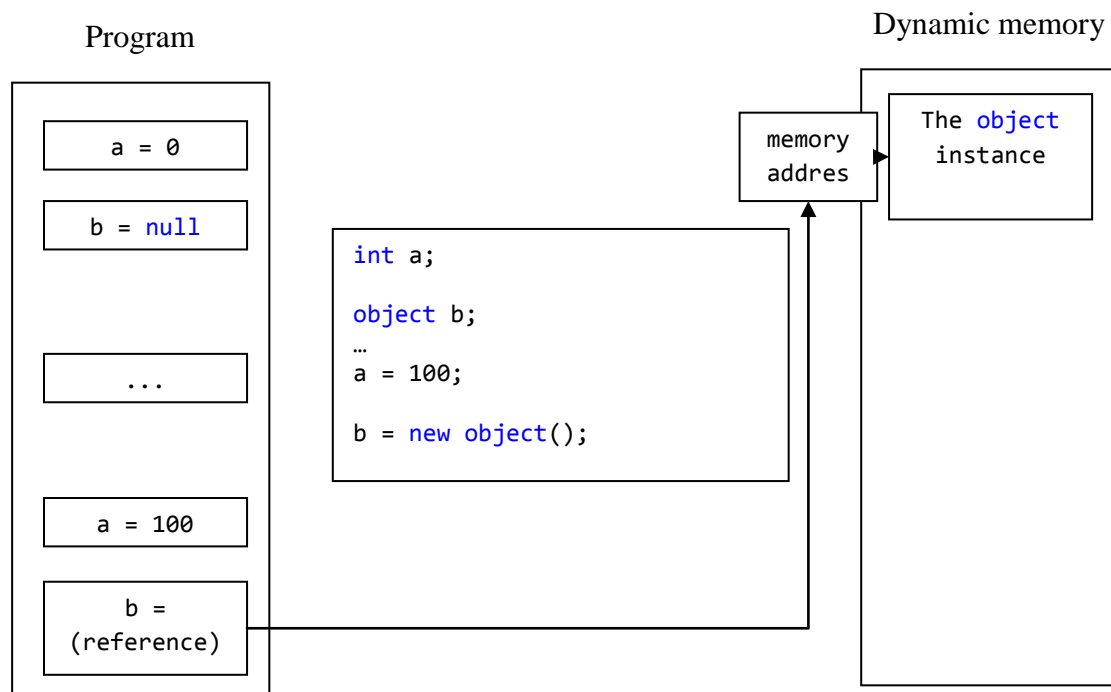 Program
a = 0
b = null
...
a = 100
b =
(reference)
int a;
object b;
…
a = 100;
b = new object();
memory
addres
Dynamic memory
The object
instance